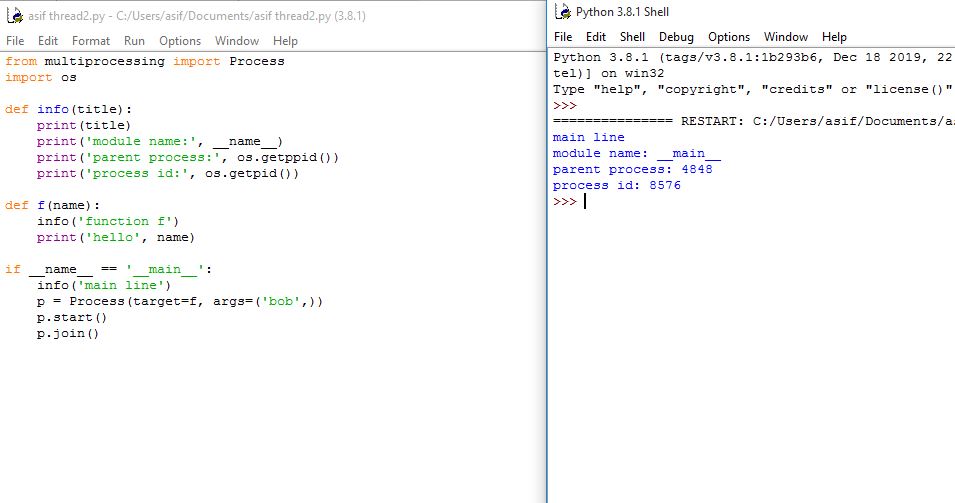 asif thread2.py - C:/Users/asif/Documents/asif thread2.py (3.8.1)
File Edit Format Run Options Window Help
from multiprocessing import Process
import os

def info(title):
    print(title)
    print('module name:', __name__)
    print('parent process:', os.getppid())
    print('process id:', os.getpid())

def f(name):
    info('function f')
    print('hello', name)

if __name__ == '__main__':
    info('main line')
    p = Process(target=f, args=('bob',))
    p.start()
    p.join()

Python 3.8.1 Shell
File Edit Shell Debug Options Window Help
Python 3.8.1 (tags/v3.8.1:1b293b6, Dec 18 2019, 22
tel)] on win32
Type "help", "copyright", "credits" or "license()"
>>>
=============== RESTART: C:/Users/asif/Documents/as
main line
module name: __main__
parent process: 4848
process id: 8576
>>>